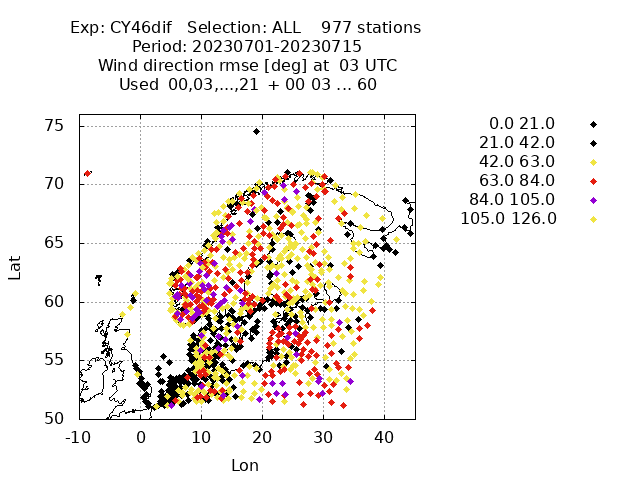 Exp: CY46dif   Selection: ALL    977 stations
Period: 20230701-20230715
Wind direction rmse [deg] at  03 UTC
Used  00,03,...,21  + 00 03 ... 60
75
70
65
60
55
50
Lat
-10 0 10 20 30 40
Lon
0.0 21.0
21.0 42.0
42.0 63.0
63.0 84.0
84.0 105.0
105.0 126.0